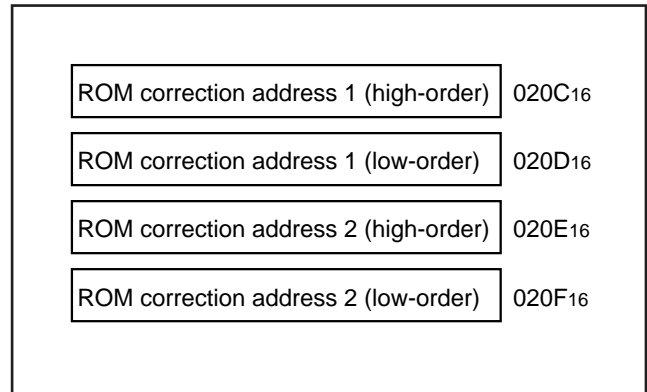 ROM correction address 1 (high-order) 020C16
ROM correction address 1 (low-order) 020D16
ROM correction address 2 (high-order) 020E16
ROM correction address 2 (low-order) 020F16